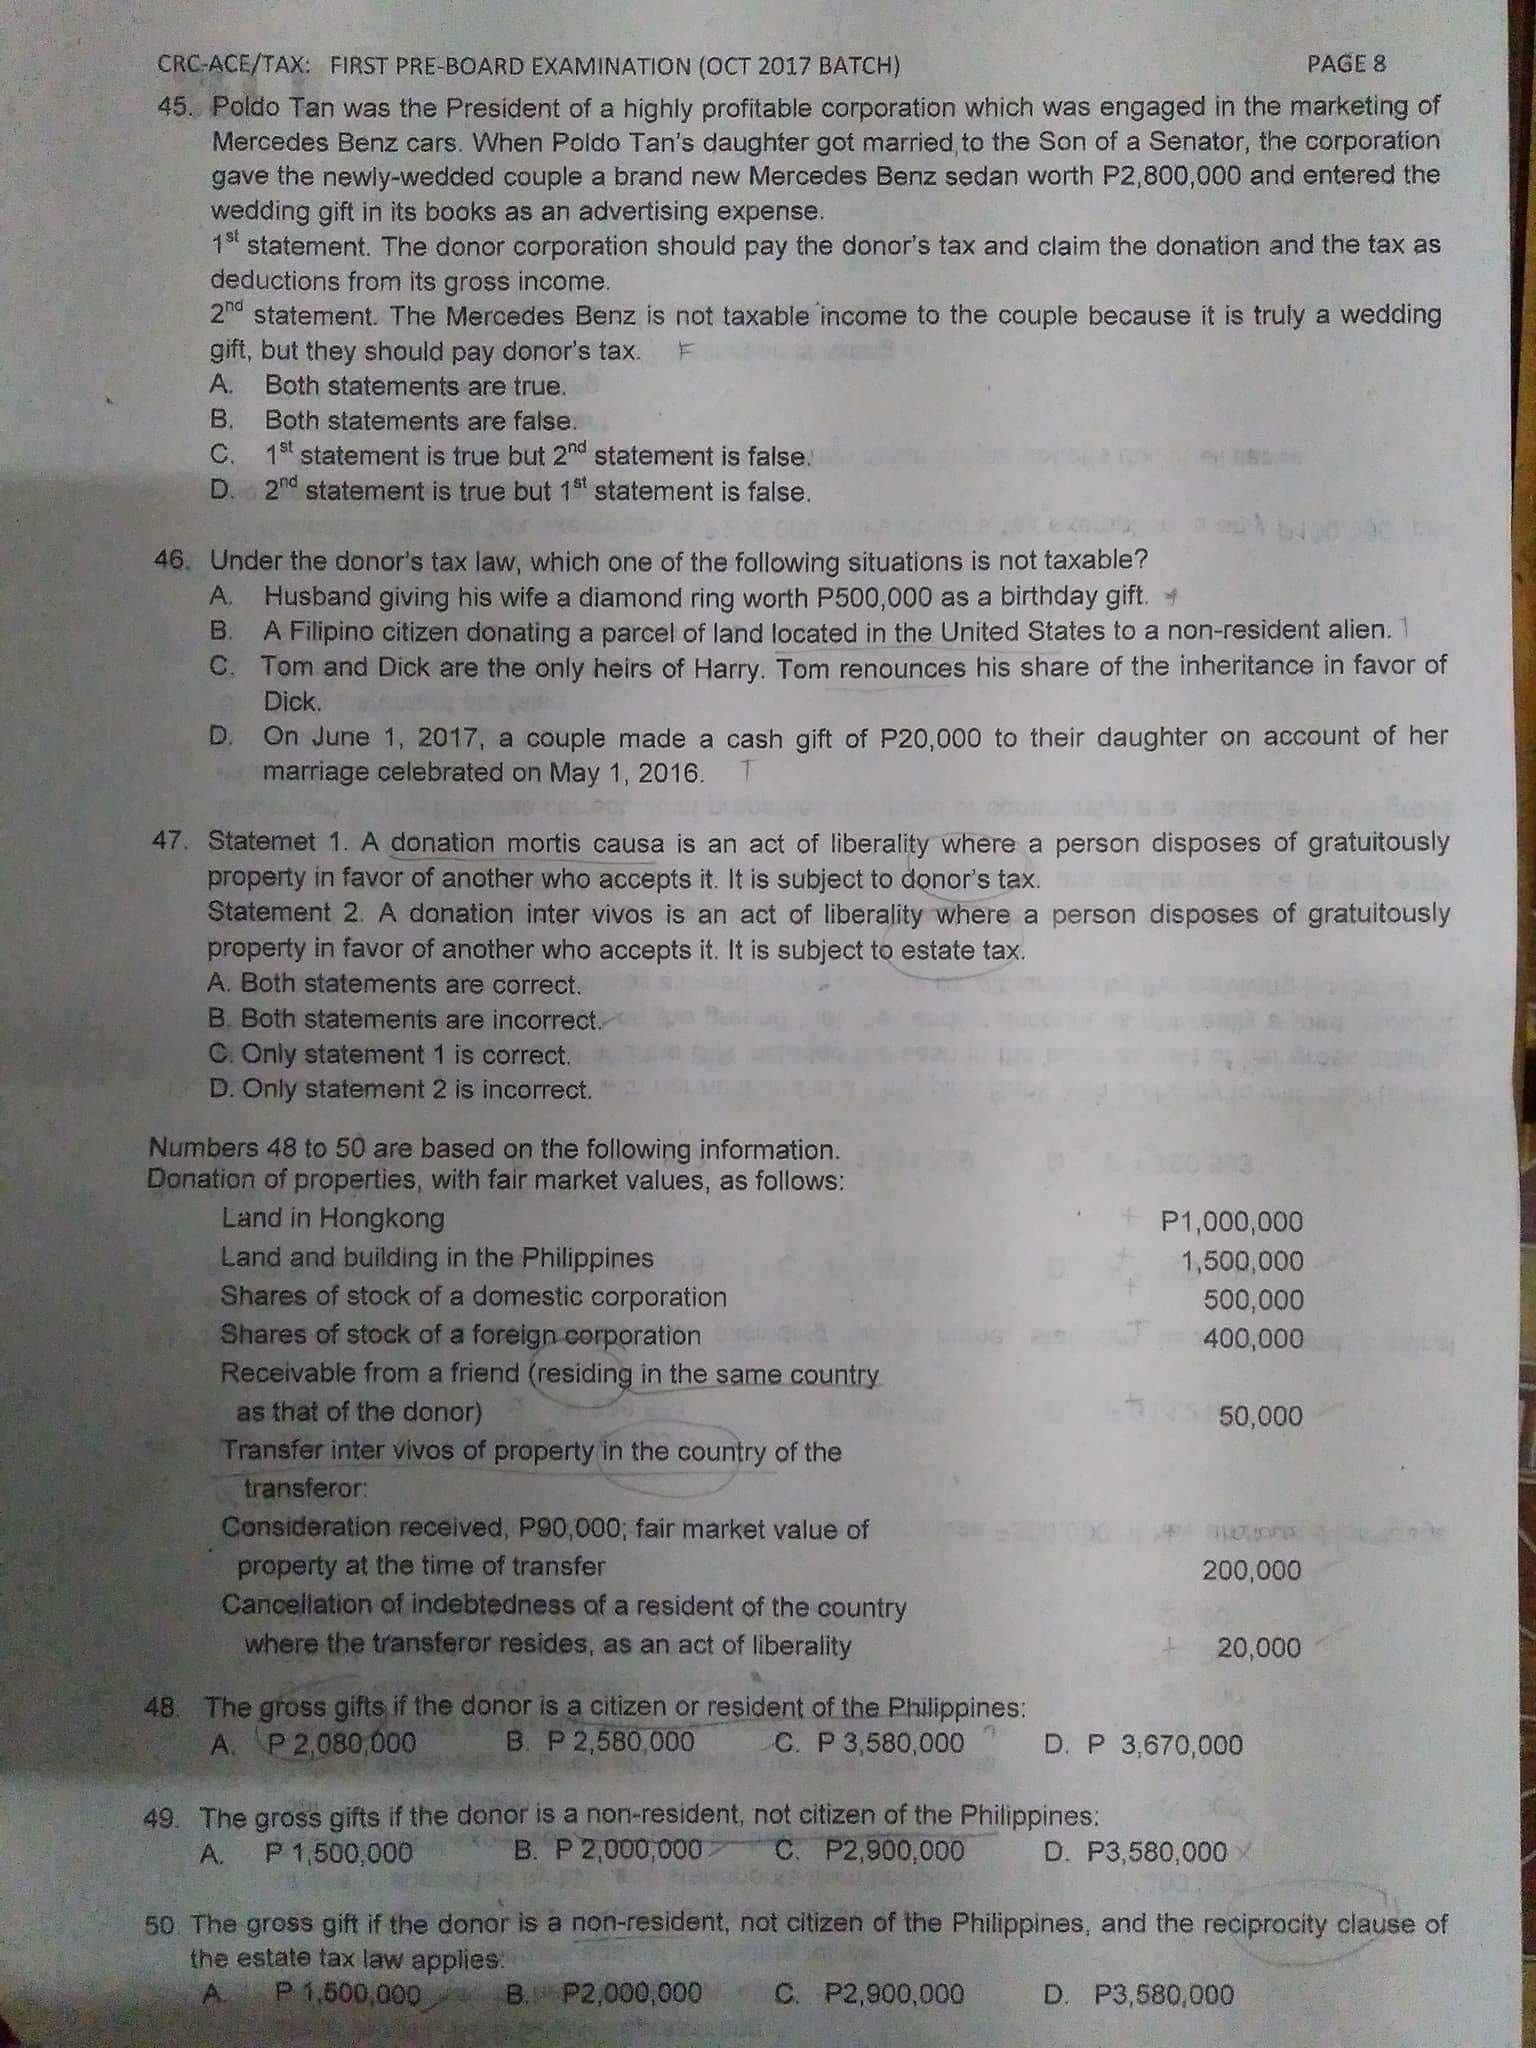 CRC-ACE/TAX: FIRST PRE-BOARD EXAMINATION (OCT 2017 BATCH) PAGE 8
45. Poldo Tan was the President of a highly profitable corporation which was engaged in the marketing of
Mercedes Benz cars. When Poldo Tan's daughter got married to the Son of a Senator, the corporation
gave the newly-wedded couple a brand new Mercedes Benz sedan worth P2,800,000 and entered the
wedding gift in its books as an advertising expense.
1st statement. The donor corporation should pay the donor's tax and claim the donation and the tax as
deductions from its gross income.
2nd statement. The Mercedes Benz is not taxable income to the couple because it is truly a wedding
gift, but they should pay donor's tax. F
A. Both statements are true.
B. Both statements are false.
C. 1st statement is true but 2nd statement is false.
D. 2nd statement is true but 1st statement is false.
46. Under the donor's tax law, which one of the following situations is not taxable?
A. Husband giving his wife a diamond ring worth P500,000 as a birthday gift.
B. A Filipino citizen donating a parcel of land located in the United States to a non-resident alien.
C. Tom and Dick are the only heirs of Harry. Tom renounces his share of the inheritance in favor of
Dick.
D. On June 1, 2017, a couple made a cash gift of P20,000 to their daughter on account of her
marriage celebrated on May 1, 2016. T
47. Statemet 1. A donation mortis causa is an act of liberality where a person disposes of gratuitously
property in favor of another who accepts it. It is subject to donor's tax.
Statement 2. A donation inter vivos is an act of liberality where a person disposes of gratuitously
property in favor of another who accepts it. It is subject to estate tax.
A. Both statements are correct.
B. Both statements are incorrect.
C. Only statement 1 is correct.
D. Only statement 2 is incorrect.
Numbers 48 to 50 are based on the following information.
Donation of properties, with fair market values, as follows:
Land in Hongkong P1,000,000
Land and building in the Philippines 1,500,000
Shares of stock of a domestic corporation 500,000
Shares of stock of a foreign corporation 400,000
Receivable from a friend (residing in the same country
as that of the donor) 50,000
Transfer inter vivos of property in the country of the
transferor:
Consideration received, P90,000; fair market value of
property at the time of transfer 200,000
Cancellation of indebtedness of a resident of the country
where the transferor resides, as an act of liberality 20,000
48. The gross gifts if the donor is a citizen or resident of the Philippines:
A. P 2,080,000 B. P 2,580,000 C. P 3,580,000 D. P 3,670,000
49. The gross gifts if the donor is a non-resident, not citizen of the Philippines:
A. P 1,500,000 B. P 2,000,000 C. P2,900,000 D. P3,580,000
50. The gross gift if the donor is a non-resident, not citizen of the Philippines, and the reciprocity clause of
the estate tax law applies:
A. P 1,500,000 B. P2,000,000 C. P2,900,000 D. P3,580,000